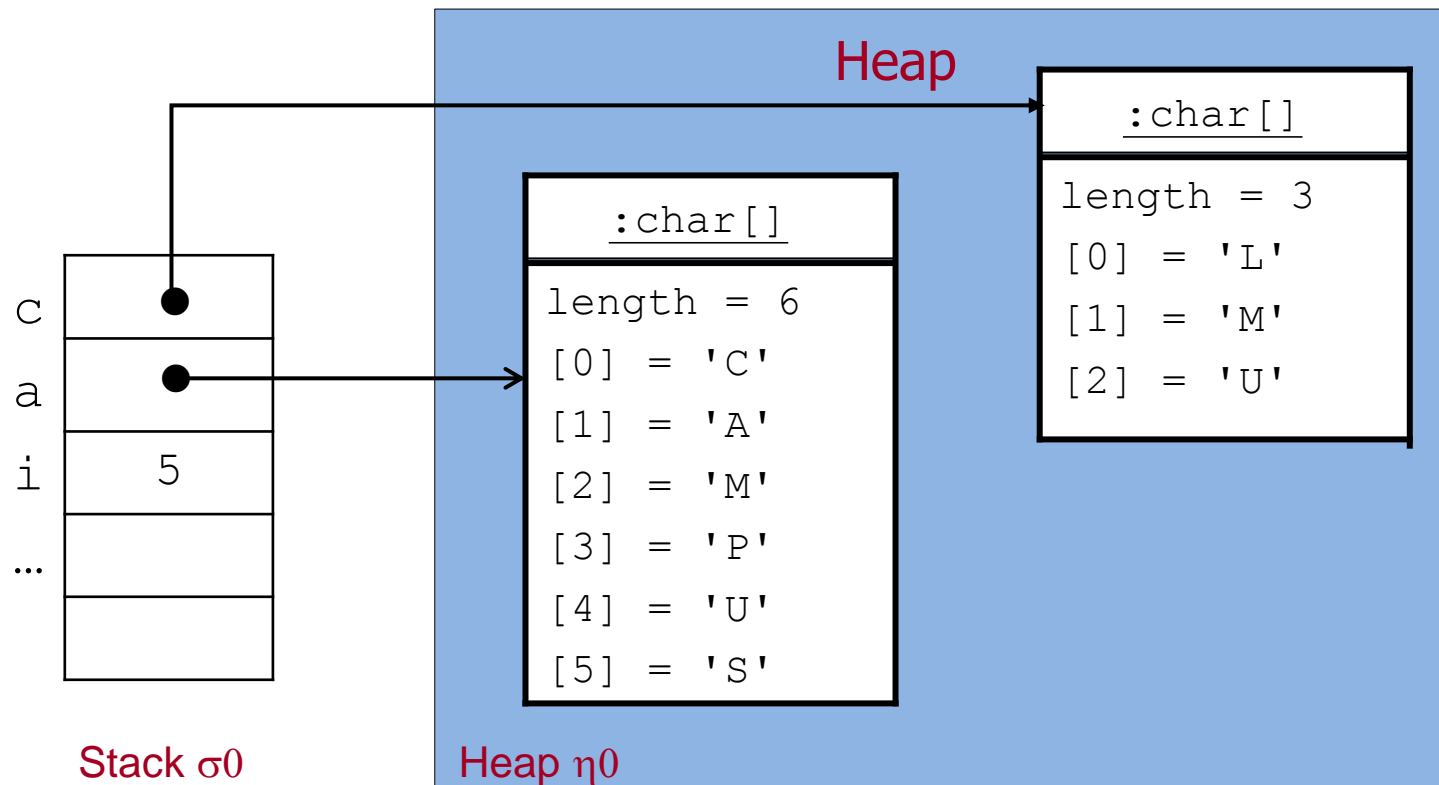 Heap
:char[]
length = 3
[0] = 'L'
[1] = 'M'
[2] = 'U'
:char[]
length = 6
[0] = 'C'
[1] = 'A'
[2] = 'M'
[3] = 'P'
[4] = 'U'
[5] = 'S'
c
a
i 5
…
Stack σ0
Heap η0